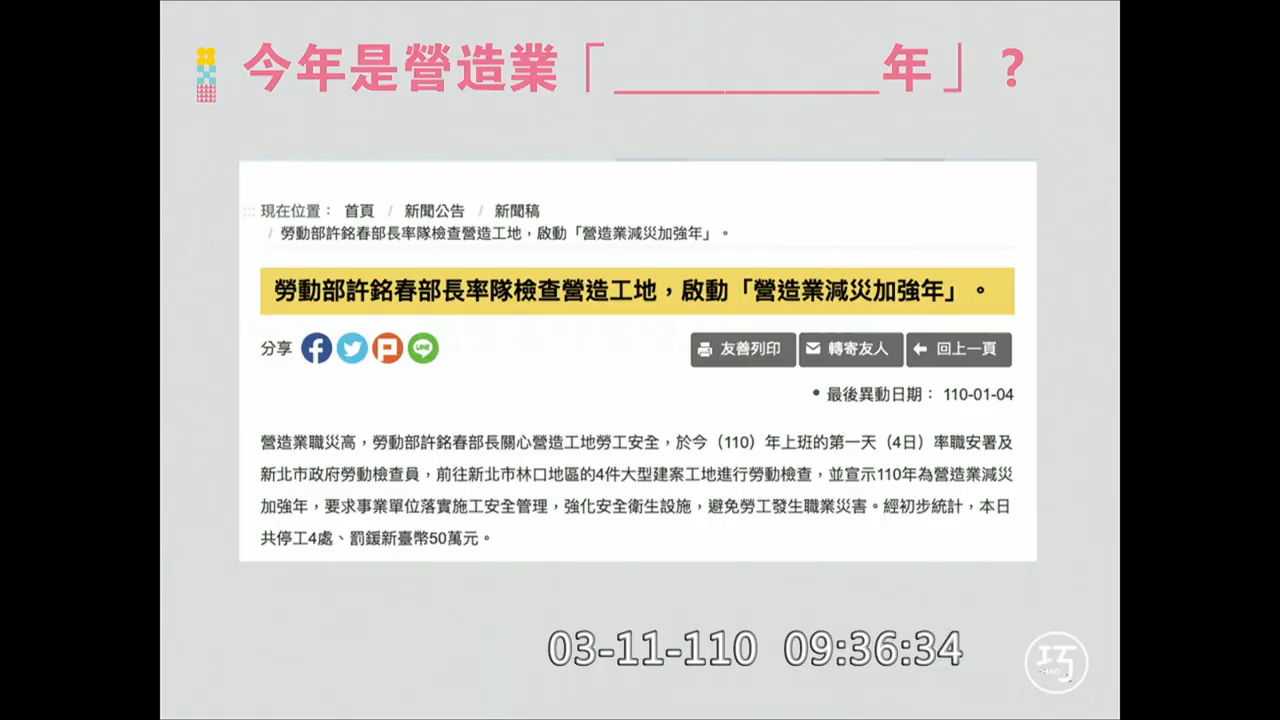 今年是營造業「__________年」?
現在位置: 首頁 / 新聞公告 / 新聞稿
/ 勞動部許銘春部長率隊檢查營造工地,啟動「營造業減災加強年」。
勞動部許銘春部長率隊檢查營造工地,啟動「營造業減災加強年」。
分享 LINE 友善列印 轉寄友人 回上一頁
• 最後異動日期: 110-01-04
營造業職災高,勞動部許銘春部長關心營造工地勞工安全,於今(110)年上班的第一天(4日)率職安署及
新北市政府勞動檢查員,前往新北市林口地區的4件大型建案工地進行勞動檢查,並宣示110年為營造業減災
加強年,要求事業單位落實施工安全管理,強化安全衛生設施,避免勞工發生職業災害。經初步統計,本日
共停工4處、罰鍰新臺幣50萬元。
03-11-110 09:36:34
巧